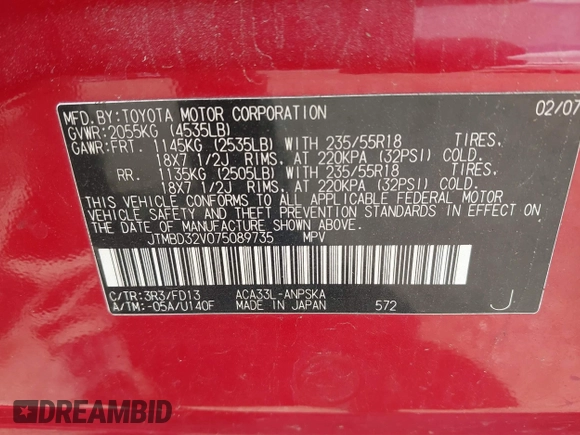 MFD.BY:TOYOTA MOTOR CORPORATION 02/07
GVWR:2055KG (4535LB)
GAWR:FRT. 1145KG (2535LB) WITH 235/55R18 TIRES.
18X7 1/2J RIMS. AT 220KPA (32PSI) COLD.
RR. 1135KG (2505LB) WITH 235/55R18 TIRES.
18X7 1/2J RIMS. AT 220KPA (32PSI) COLD.
THIS VEHICLE CONFORMS TO ALL APPLICABLE FEDERAL MOTOR
VEHICLE SAFETY AND THEFT PREVENTION STANDARDS IN EFFECT ON
THE DATE OF MANUFACTURE SHOWN ABOVE.
JTMBD32V075089735 MPV
C/TR:3R3/FD13 ACA33L-ANPSKA
A/TM:-05A/U140F MADE IN JAPAN 572 J
DREAMBID